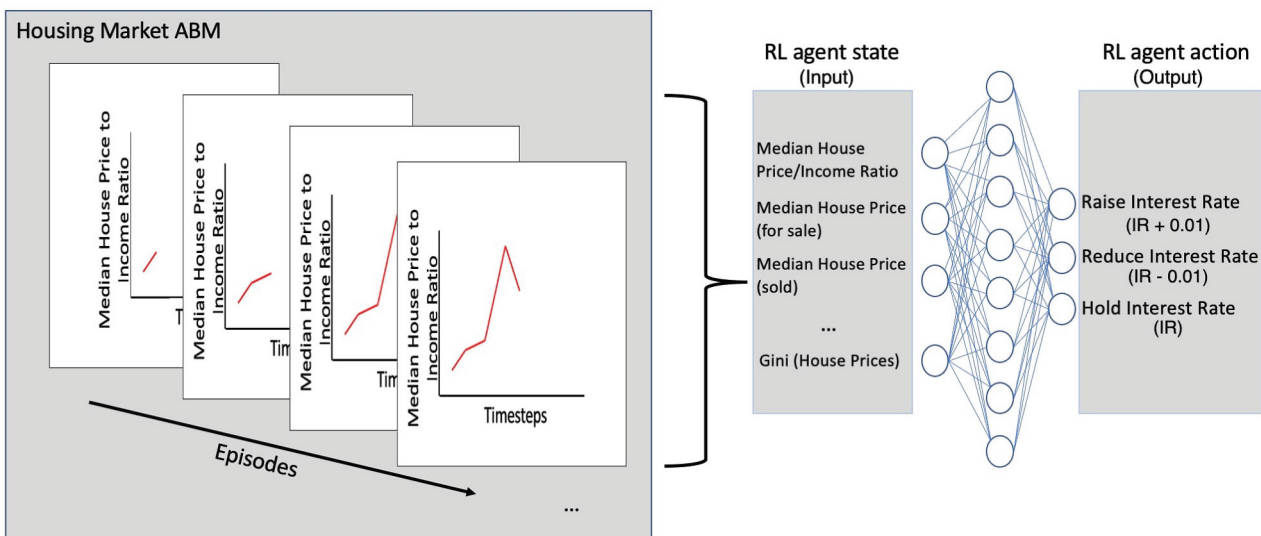 Housing Market ABM
Median House Price to
Income Ratio
Median House Price to
Income Ratio
Median House Price to
Income Ratio
Median House Price to
Income Ratio
Timesteps
Episodes
...
RL agent state
(Input)
Median House
Price/Income Ratio
Median House Price
(for sale)
Median House Price
(sold)
...
Gini (House Prices)
RL agent action
(Output)
Raise Interest Rate
(IR + 0.01)
Reduce Interest Rate
(IR - 0.01)
Hold Interest Rate
(IR)